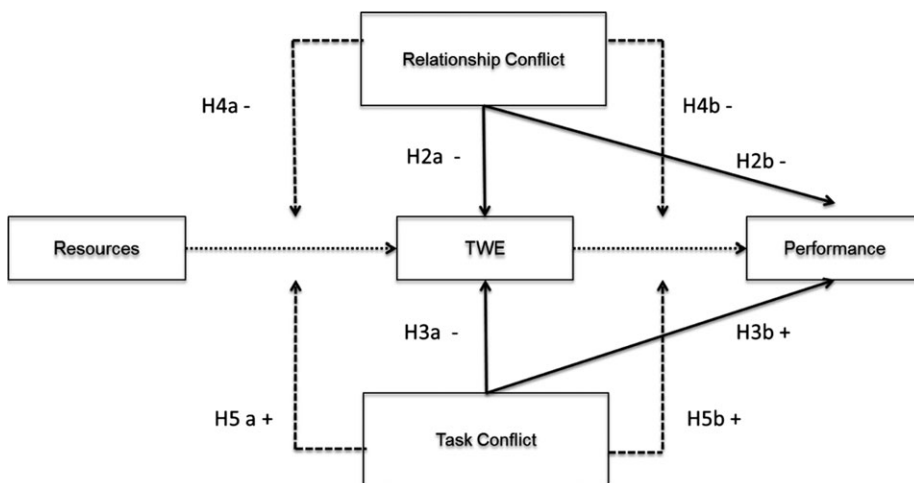 Relationship Conflict
H4a -
H4b -
H2a -
H2b -
Resources
TWE
Performance
H3a -
H3b +
H5 a +
H5b +
Task Conflict